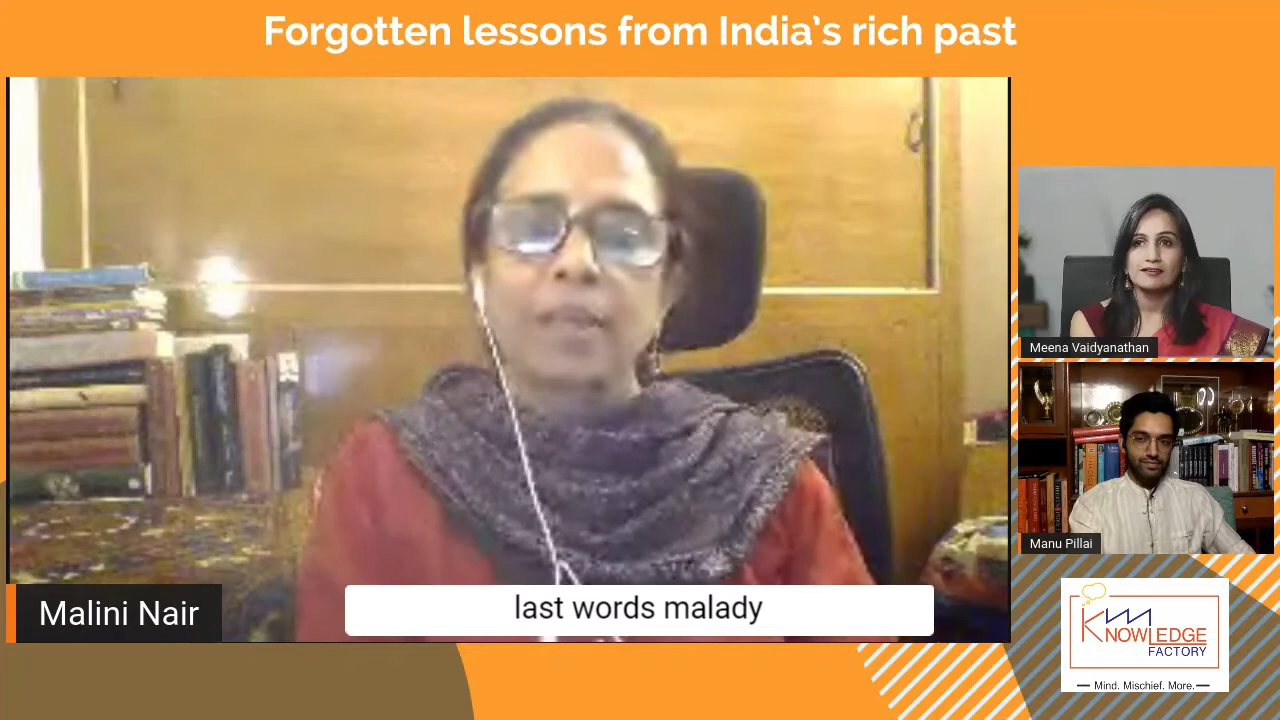 Forgotten lessons from India's rich past
Malini Nair
last words malady
Meena Vaidyanathan
Manu Pillai
KNOWLEDGE
FACTORY
Mind. Mischief. More.